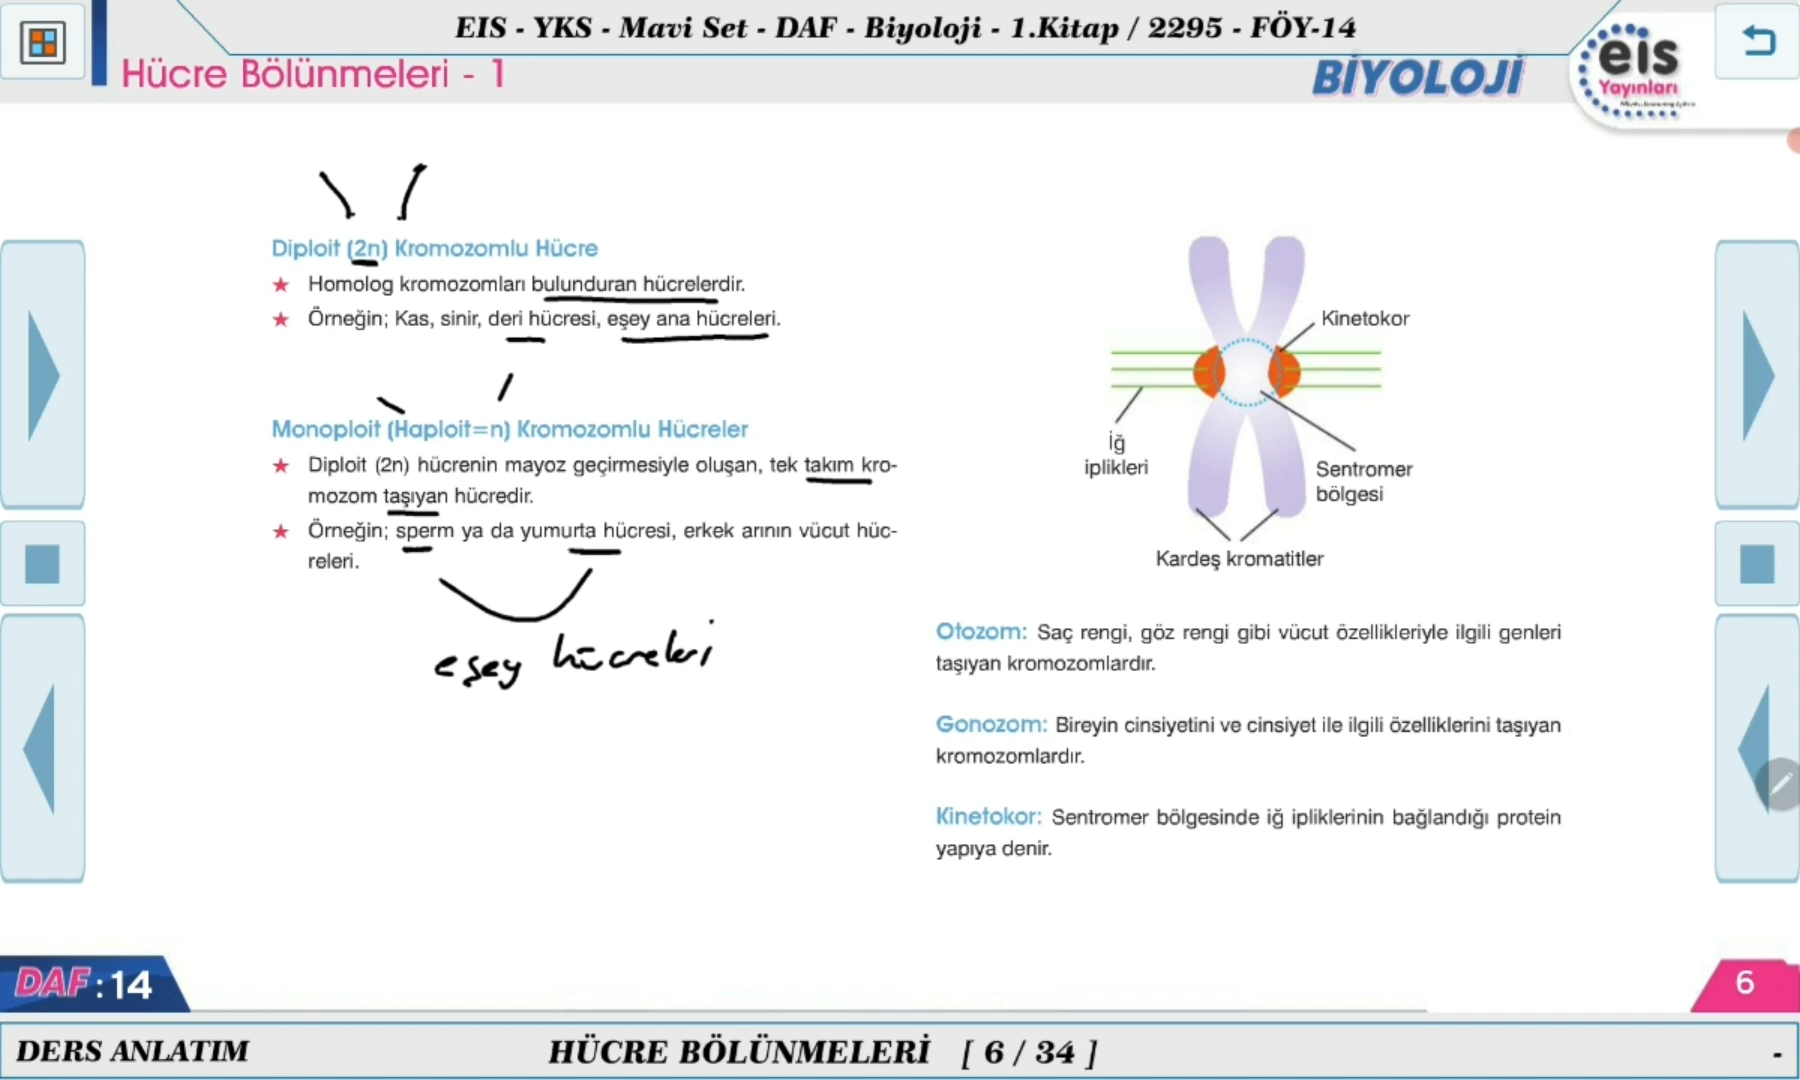 EIS - YKS - Mavi Set - DAF - Biyoloji - 1.Kitap / 2295 - FÖY-14
Hücre Bölünmeleri - 1
BİYOLOJİ
eis
Yayınları
Diploit (2n) Kromozomlu Hücre
★ Homolog kromozomları bulunduran hücrelerdir.
★ Örneğin; Kas, sinir, deri hücresi, eşey ana hücreleri.
Monoploit (Haploit=n) Kromozomlu Hücreler
★ Diploit (2n) hücrenin mayoz geçirmesiyle oluşan, tek takım kro-
mozom taşıyan hücredir.
★ Örneğin; sperm ya da yumurta hücresi, erkek arının vücut hüc-
releri.
eşey hücreleri
Kinetokor
İğ
iplikleri
Sentromer
bölgesi
Kardeş kromatitler
Otozom: Saç rengi, göz rengi gibi vücut özellikleriyle ilgili genleri
taşıyan kromozomlardır.
Gonozom: Bireyin cinsiyetini ve cinsiyet ile ilgili özelliklerini taşıyan
kromozomlardır.
Kinetokor: Sentromer bölgesinde iğ ipliklerinin bağlandığı protein
yapıya denir.
DAF : 14
6
DERS ANLATIM
HÜCRE BÖLÜNMELERİ [ 6 / 34 ]
-